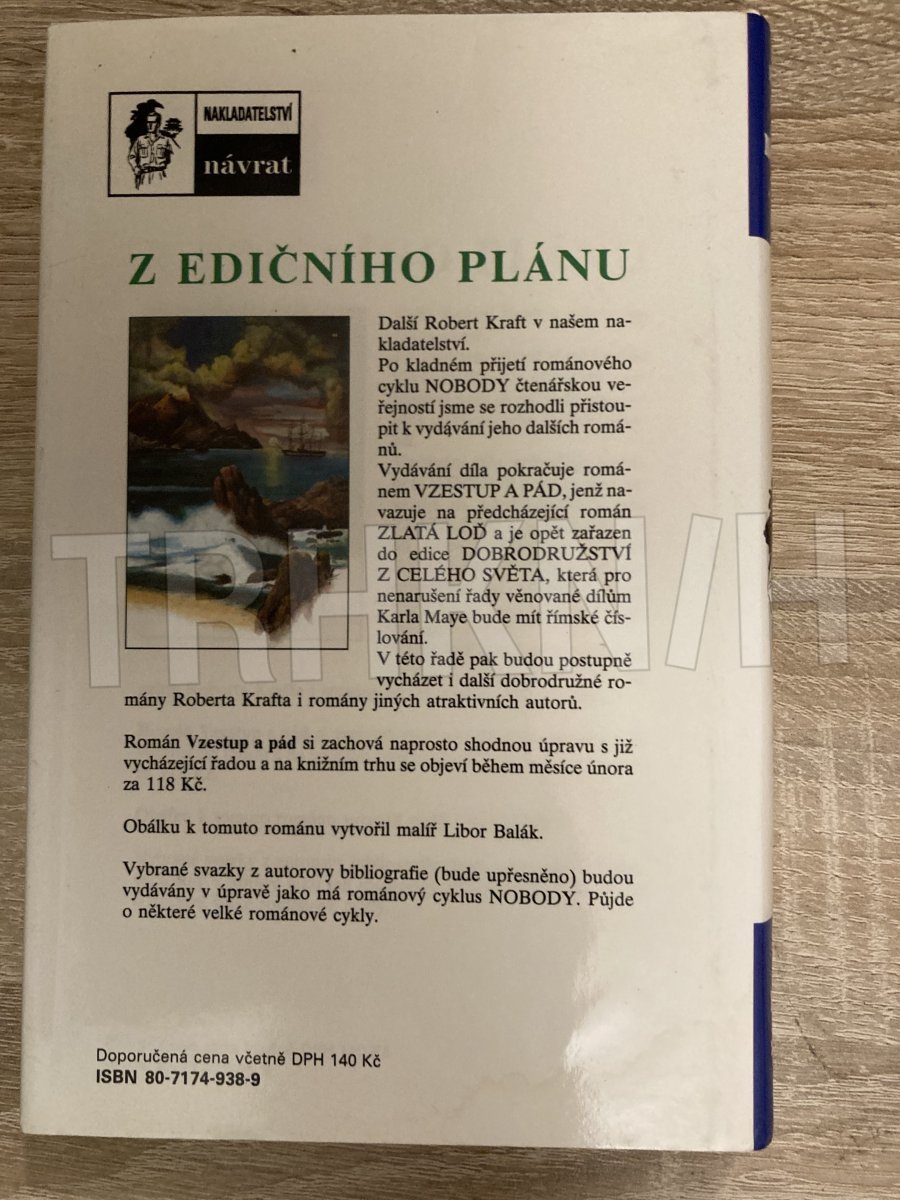 NAKLADATELSTVÍ
návrat
Z EDIČNÍHO PLÁNU
Další Robert Kraft v našem na-
kladatelství.
Po kladném přijetí románového
cyklu NOBODY čtenářskou ve-
řejností jsme se rozhodli přistou-
pit k vydávání jeho dalších romá-
nů.
Vydávání díla pokračuje romá-
nem VZESTUP A PÁD, jenž na-
vazuje na předcházející román
ZLATÁ LOĎ a je opět zařazen
do edice DOBRODRUŽSTVÍ
Z CELÉHO SVĚTA, která pro
nenarušení řady věnované dílům
Karla Maye bude mít římské čís-
lování.
V této řadě pak budou postupně
vycházet i další dobrodružné ro-
mány Roberta Krafta i romány jiných atraktivních autorů.
Román Vzestup a pád si zachová naprosto shodnou úpravu s již
vycházející řadou a na knižním trhu se objeví během měsíce února
za 118 Kč.
Obálku k tomuto románu vytvořil malíř Libor Balák.
Vybrané svazky z autorovy bibliografie (bude upřesněno) budou
vydávány v úpravě jako má románový cyklus NOBODY. Půjde
o některé velké románové cykly.
Doporučená cena včetně DPH 140 Kč
ISBN 80-7174-938-9
TRHKNIH